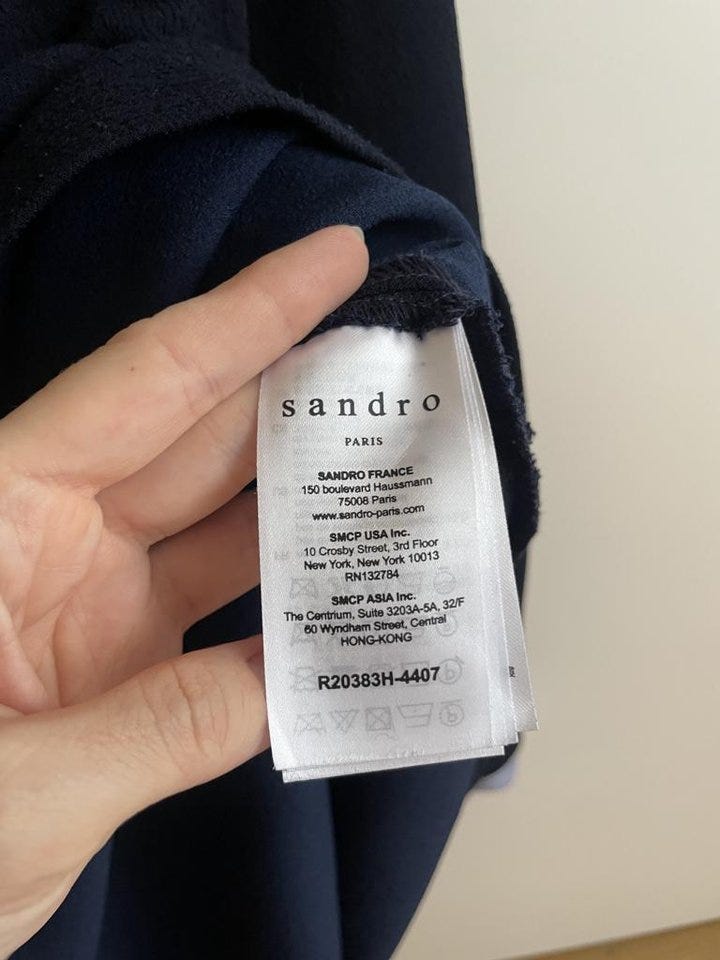 sandro
PARIS
SANDRO FRANCE
150 boulevard Haussmann
75008 Paris
www.sandro-paris.com
SMCP USA Inc.
10 Crosby Street, 3rd Floor
New York, New York 10013
RN132784
SMCP ASIA Inc.
The Centrium, Suite 3203A-5A, 32/F
60 Wyndham Street, Central
HONG-KONG
R20383H-4407